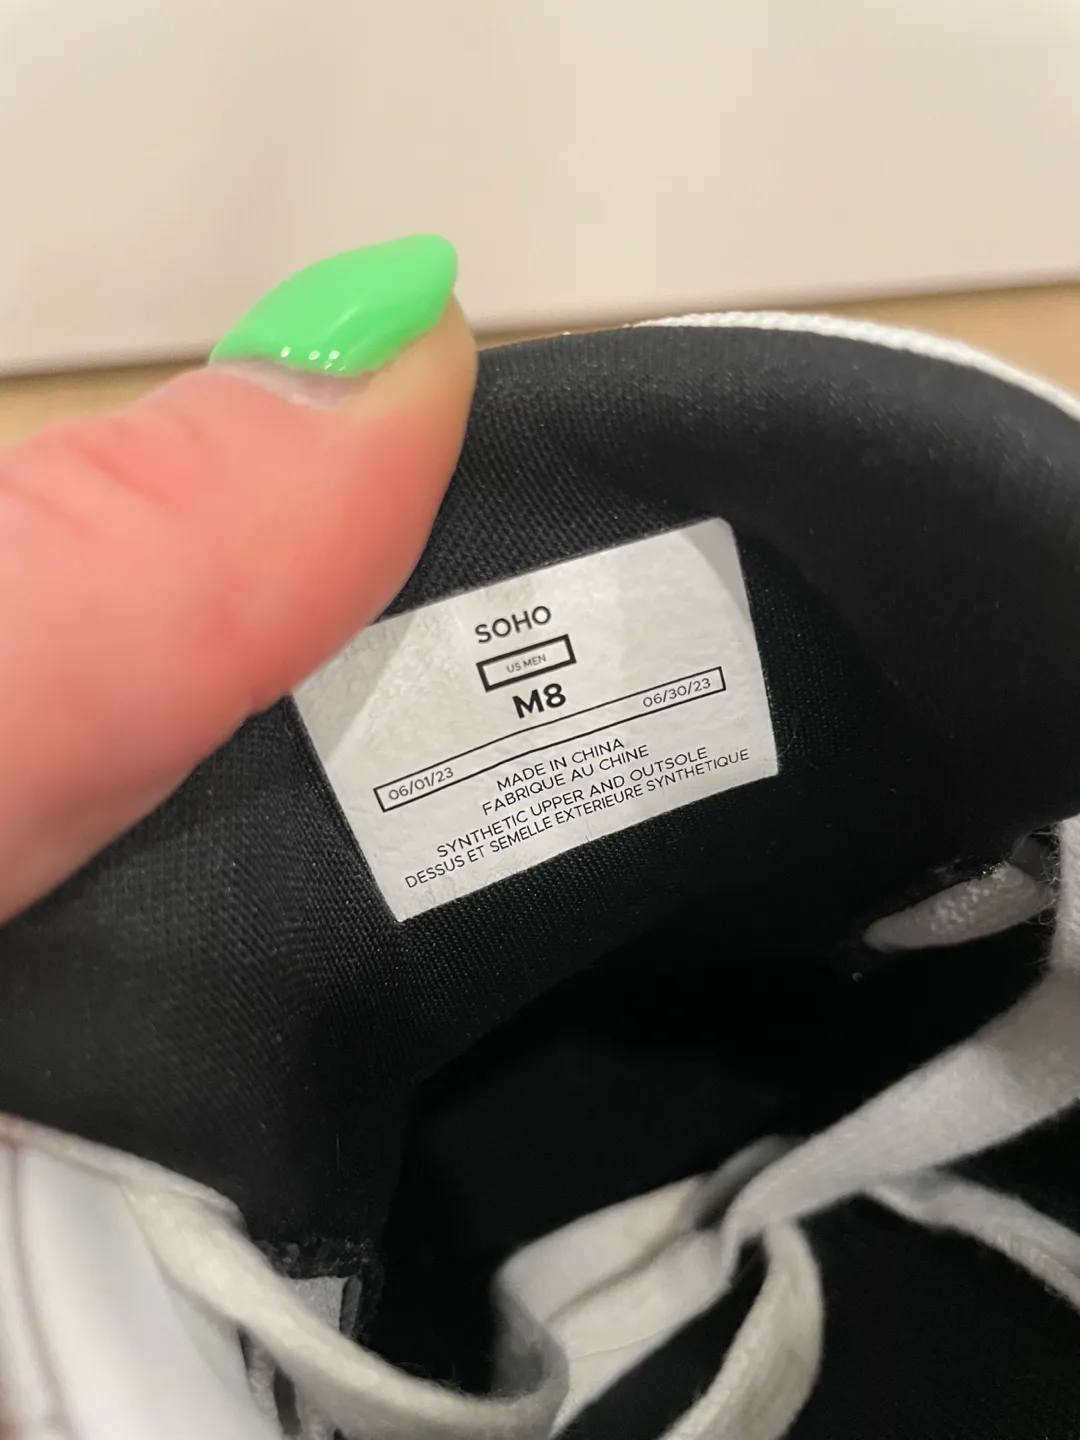 SOHO
US MEN
M8
06/01/23 06/30/23
MADE IN CHINA
FABRIQUE AU CHINE
SYNTHETIC UPPER AND OUTSOLE
DESSUS ET SEMELLE EXTERIEURE SYNTHETIQUE